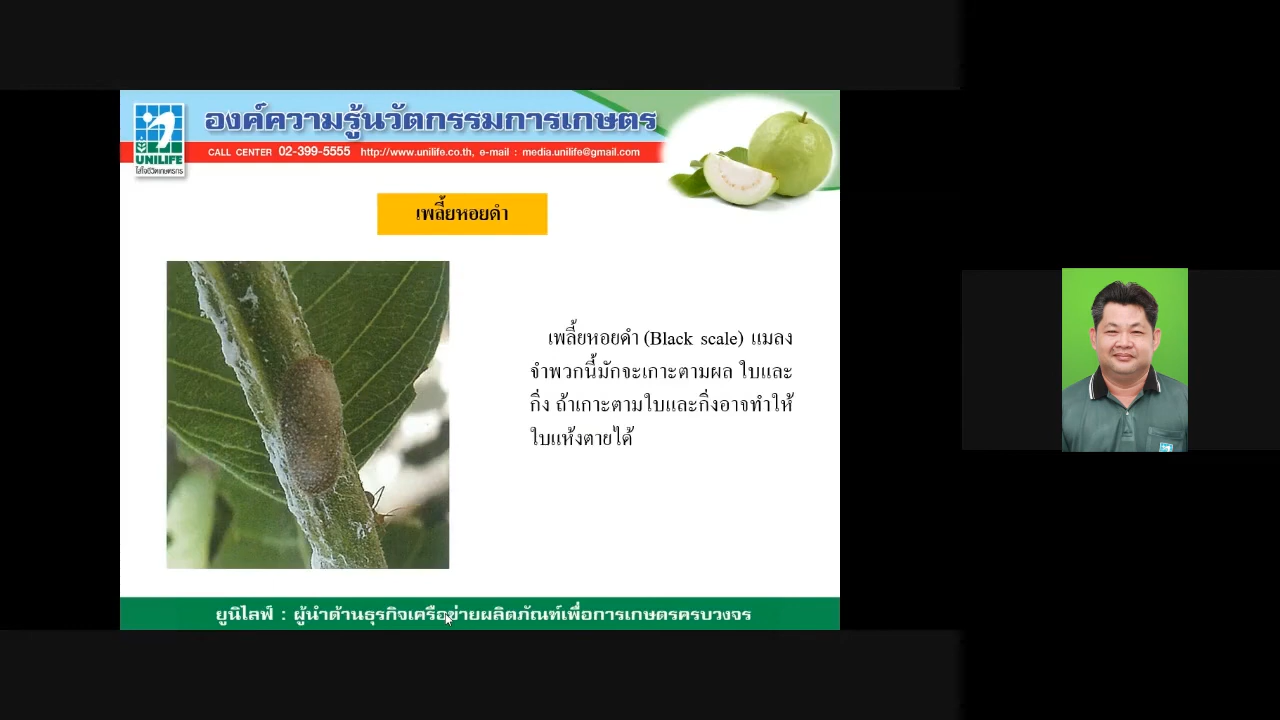 องค์ความรู้นวัตกรรมการเกษตร
UNILIFE
ใส่ใจชีวิตเกษตรกร
CALL CENTER 02-399-5555 http://www.unilife.co.th, e-mail : media.unilife@gmail.com
เพลี้ยหอยดำ
เพลี้ยหอยดำ (Black scale) แมลง
จำพวกนี้มักจะเกาะตามผล ใบและ
กิ่ง ถ้าเกาะตามใบและกิ่งอาจทำให้
ใบแห้งตายได้
ยูนิไลฟ์ : ผู้นำด้านธุรกิจเครือข่ายผลิตภัณฑ์เพื่อการเกษตรครบวงจร